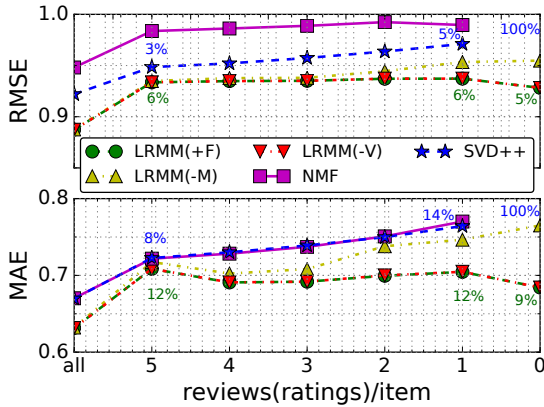 1.0
100%
5%
3%
RMSE
0.9
6%
6%
5%
LRMM(+F)
LRMM(-V)
SVD++
LRMM(-M)
NMF
0.8
100%
14%
8%
MAE
0.7
12%
12%
9%
0.6
all
5
4
3
2
1
0
reviews(ratings)/item